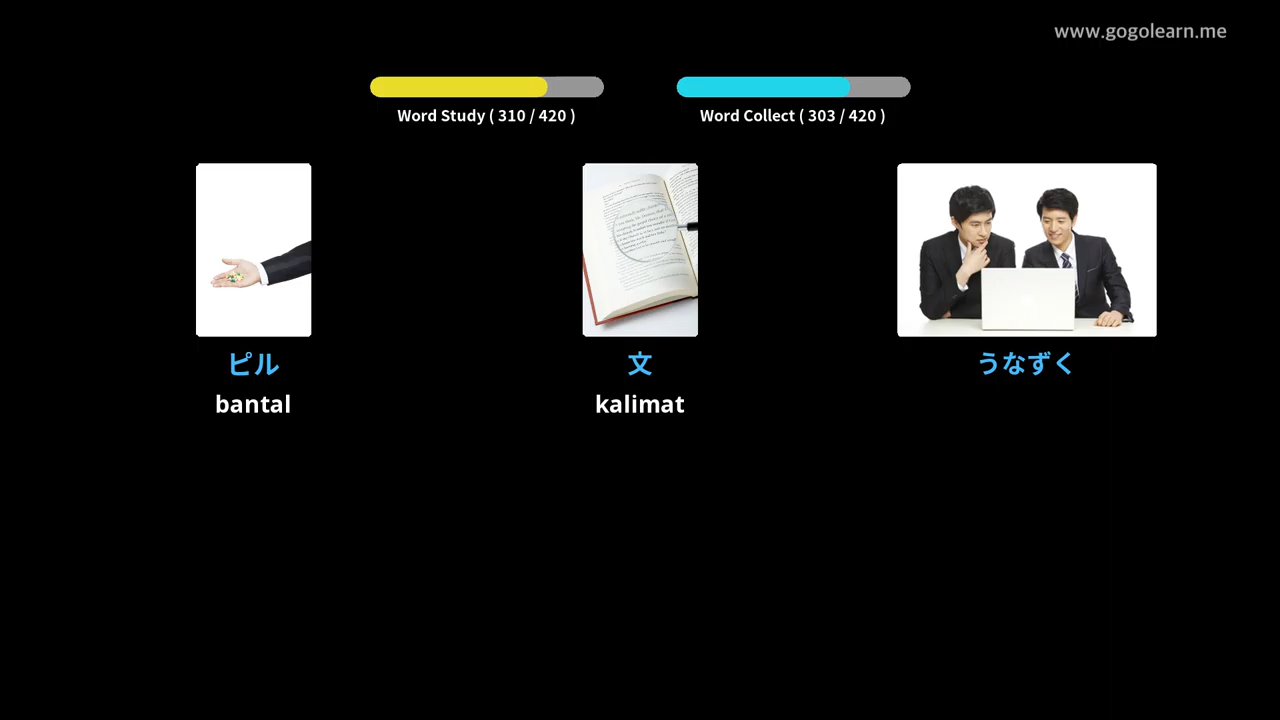 www.gogolearn.me
Word Study ( 310 / 420 )
Word Collect ( 303 / 420 )
ピル
bantal
文
kalimat
うなずく